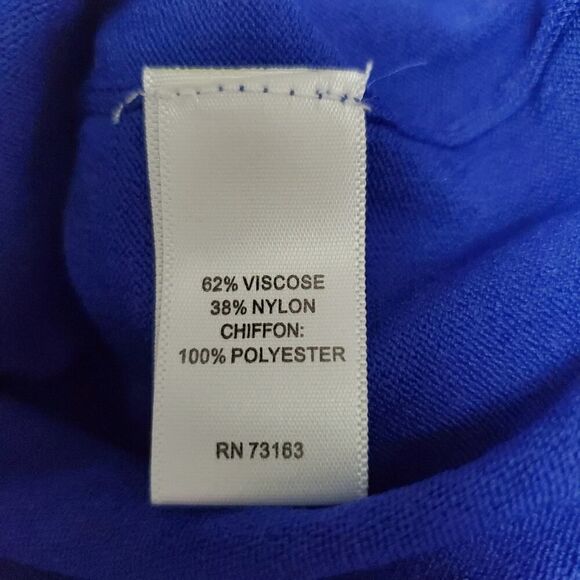 62% VISCOSE
38% NYLON
CHIFFON:
100% POLYESTER
RN 73163